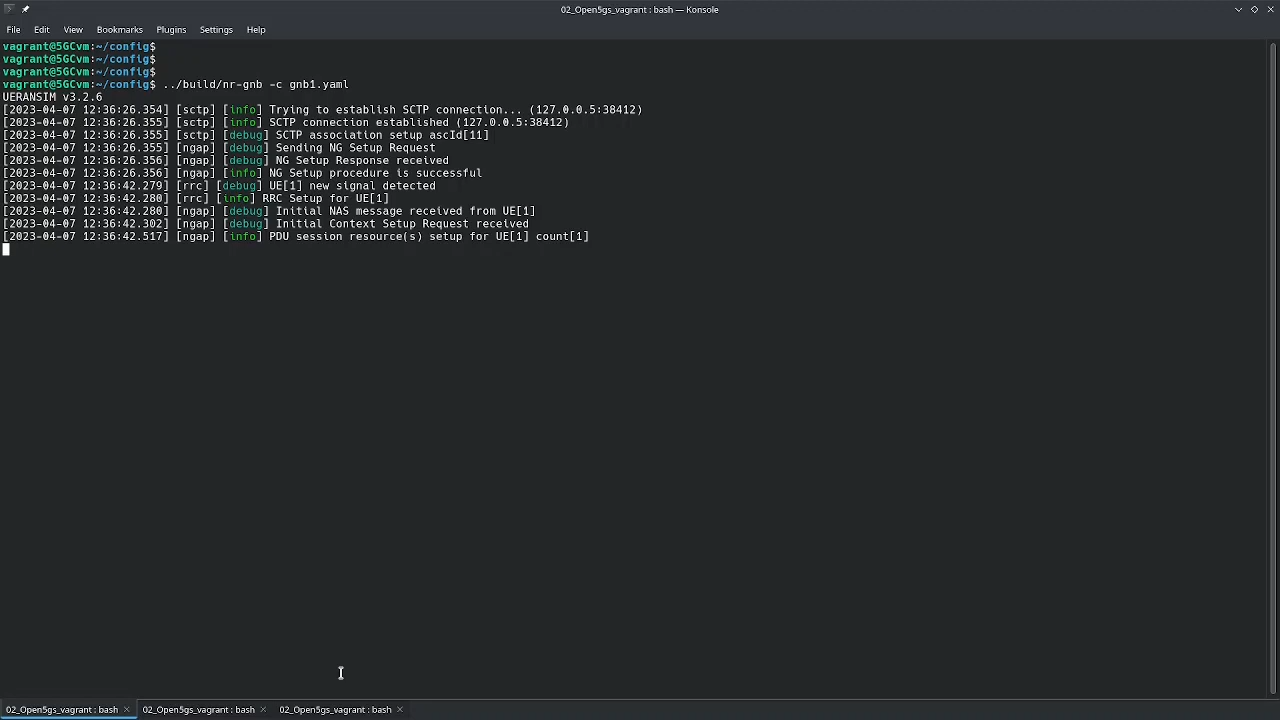 02_Open5gs_vagrant : bash — Konsole
File Edit View Bookmarks Plugins Settings Help
vagrant@5GCvm:~/config$
vagrant@5GCvm:~/config$
vagrant@5GCvm:~/config$
vagrant@5GCvm:~/config$ ../build/nr-gnb -c gnb1.yaml
UERANSIM v3.2.6
[2023-04-07 12:36:26.354] [sctp] [info] Trying to establish SCTP connection... (127.0.0.5:38412)
[2023-04-07 12:36:26.355] [sctp] [info] SCTP connection established (127.0.0.5:38412)
[2023-04-07 12:36:26.355] [sctp] [debug] SCTP association setup ascId[11]
[2023-04-07 12:36:26.355] [ngap] [debug] Sending NG Setup Request
[2023-04-07 12:36:26.356] [ngap] [debug] NG Setup Response received
[2023-04-07 12:36:26.356] [ngap] [info] NG Setup procedure is successful
[2023-04-07 12:36:42.279] [rrc] [debug] UE[1] new signal detected
[2023-04-07 12:36:42.280] [rrc] [info] RRC Setup for UE[1]
[2023-04-07 12:36:42.280] [ngap] [debug] Initial NAS message received from UE[1]
[2023-04-07 12:36:42.302] [ngap] [debug] Initial Context Setup Request received
[2023-04-07 12:36:42.517] [ngap] [info] PDU session resource(s) setup for UE[1] count[1]
02_Open5gs_vagrant : bash 02_Open5gs_vagrant : bash 02_Open5gs_vagrant : bash